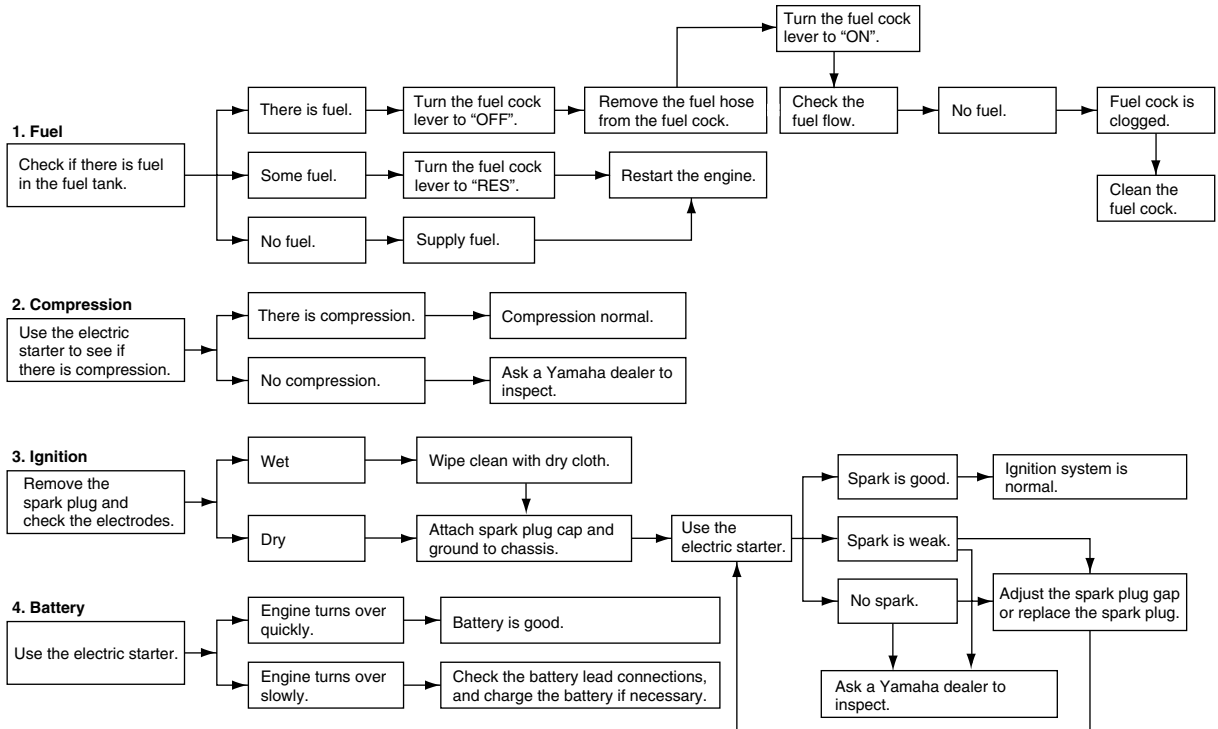 1. Fuel
Check if there is fuel
in the fuel tank.
There is fuel.
Turn the fuel cock
lever to “OFF”.
Remove the fuel hose
from the fuel cock.
Turn the fuel cock
lever to “ON”.
Check the
fuel flow.
No fuel.
Fuel cock is
clogged.
Clean the
fuel cock.
Some fuel.
Turn the fuel cock
lever to “RES”.
Restart the engine.
No fuel.
Supply fuel.
2. Compression
Use the electric
starter to see if
there is compression.
There is compression.
Compression normal.
No compression.
Ask a Yamaha dealer to
inspect.
3. Ignition
Remove the
spark plug and
check the electrodes.
Wet
Wipe clean with dry cloth.
Dry
Attach spark plug cap and
ground to chassis.
Use the
electric starter.
Spark is good.
Ignition system is
normal.
Spark is weak.
No spark.
Adjust the spark plug gap
or replace the spark plug.
Ask a Yamaha dealer to
inspect.
4. Battery
Use the electric starter.
Engine turns over
quickly.
Battery is good.
Engine turns over
slowly.
Check the battery lead connections,
and charge the battery if necessary.